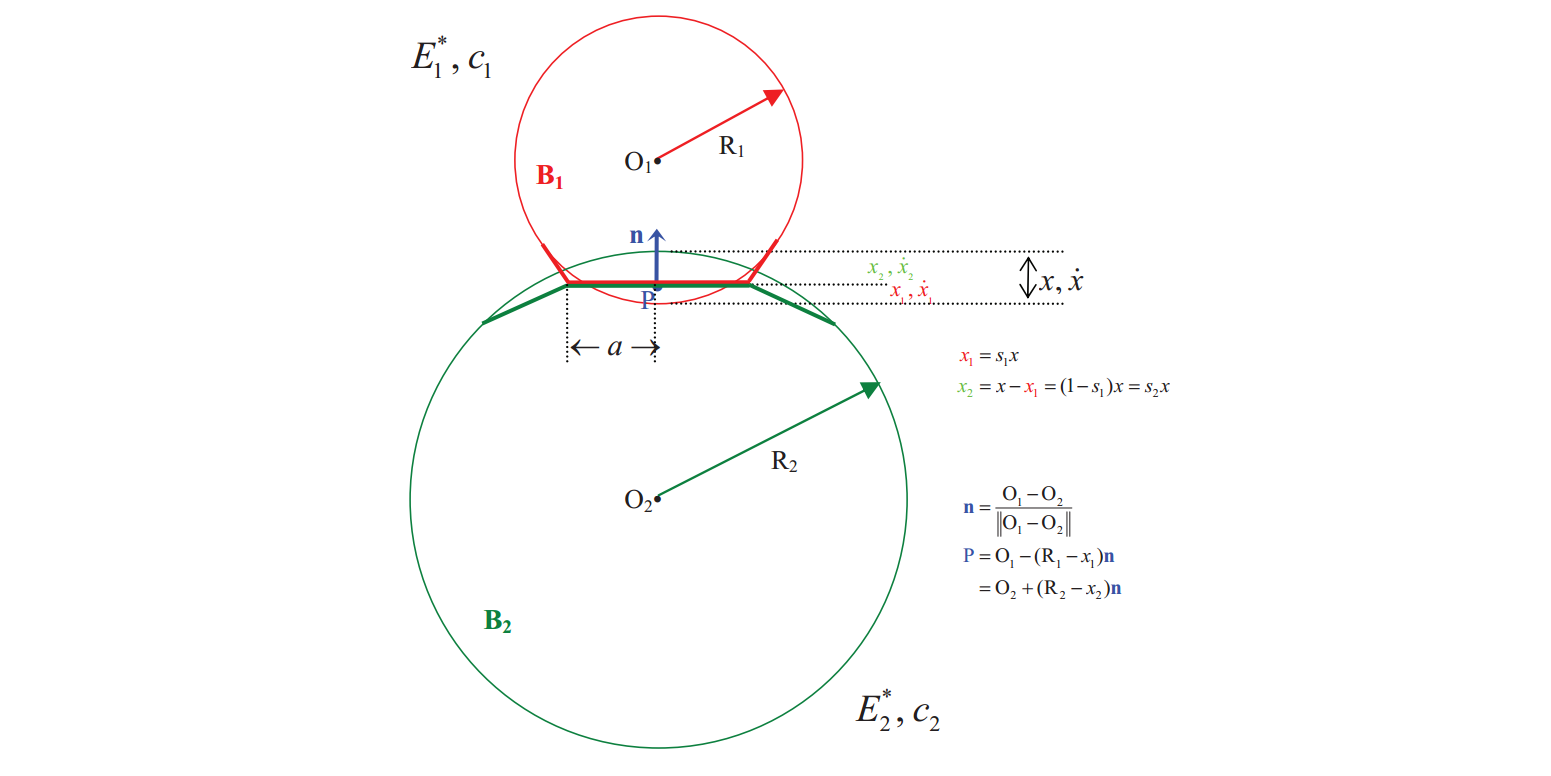 E₁*, c₁
R₁
O₁
B₁
n
x₂, ẋ₂
x₁, ẋ₁
x, ẋ
P
a
x₁ = s₁x
x₂ = x − x₁ = (1 − s₁)x = s₂x
R₂
O₂
n = (O₁ − O₂) / ‖O₁ − O₂‖
P = O₁ − (R₁ − x₁)n
= O₂ + (R₂ − x₂)n
B₂
E₂*, c₂